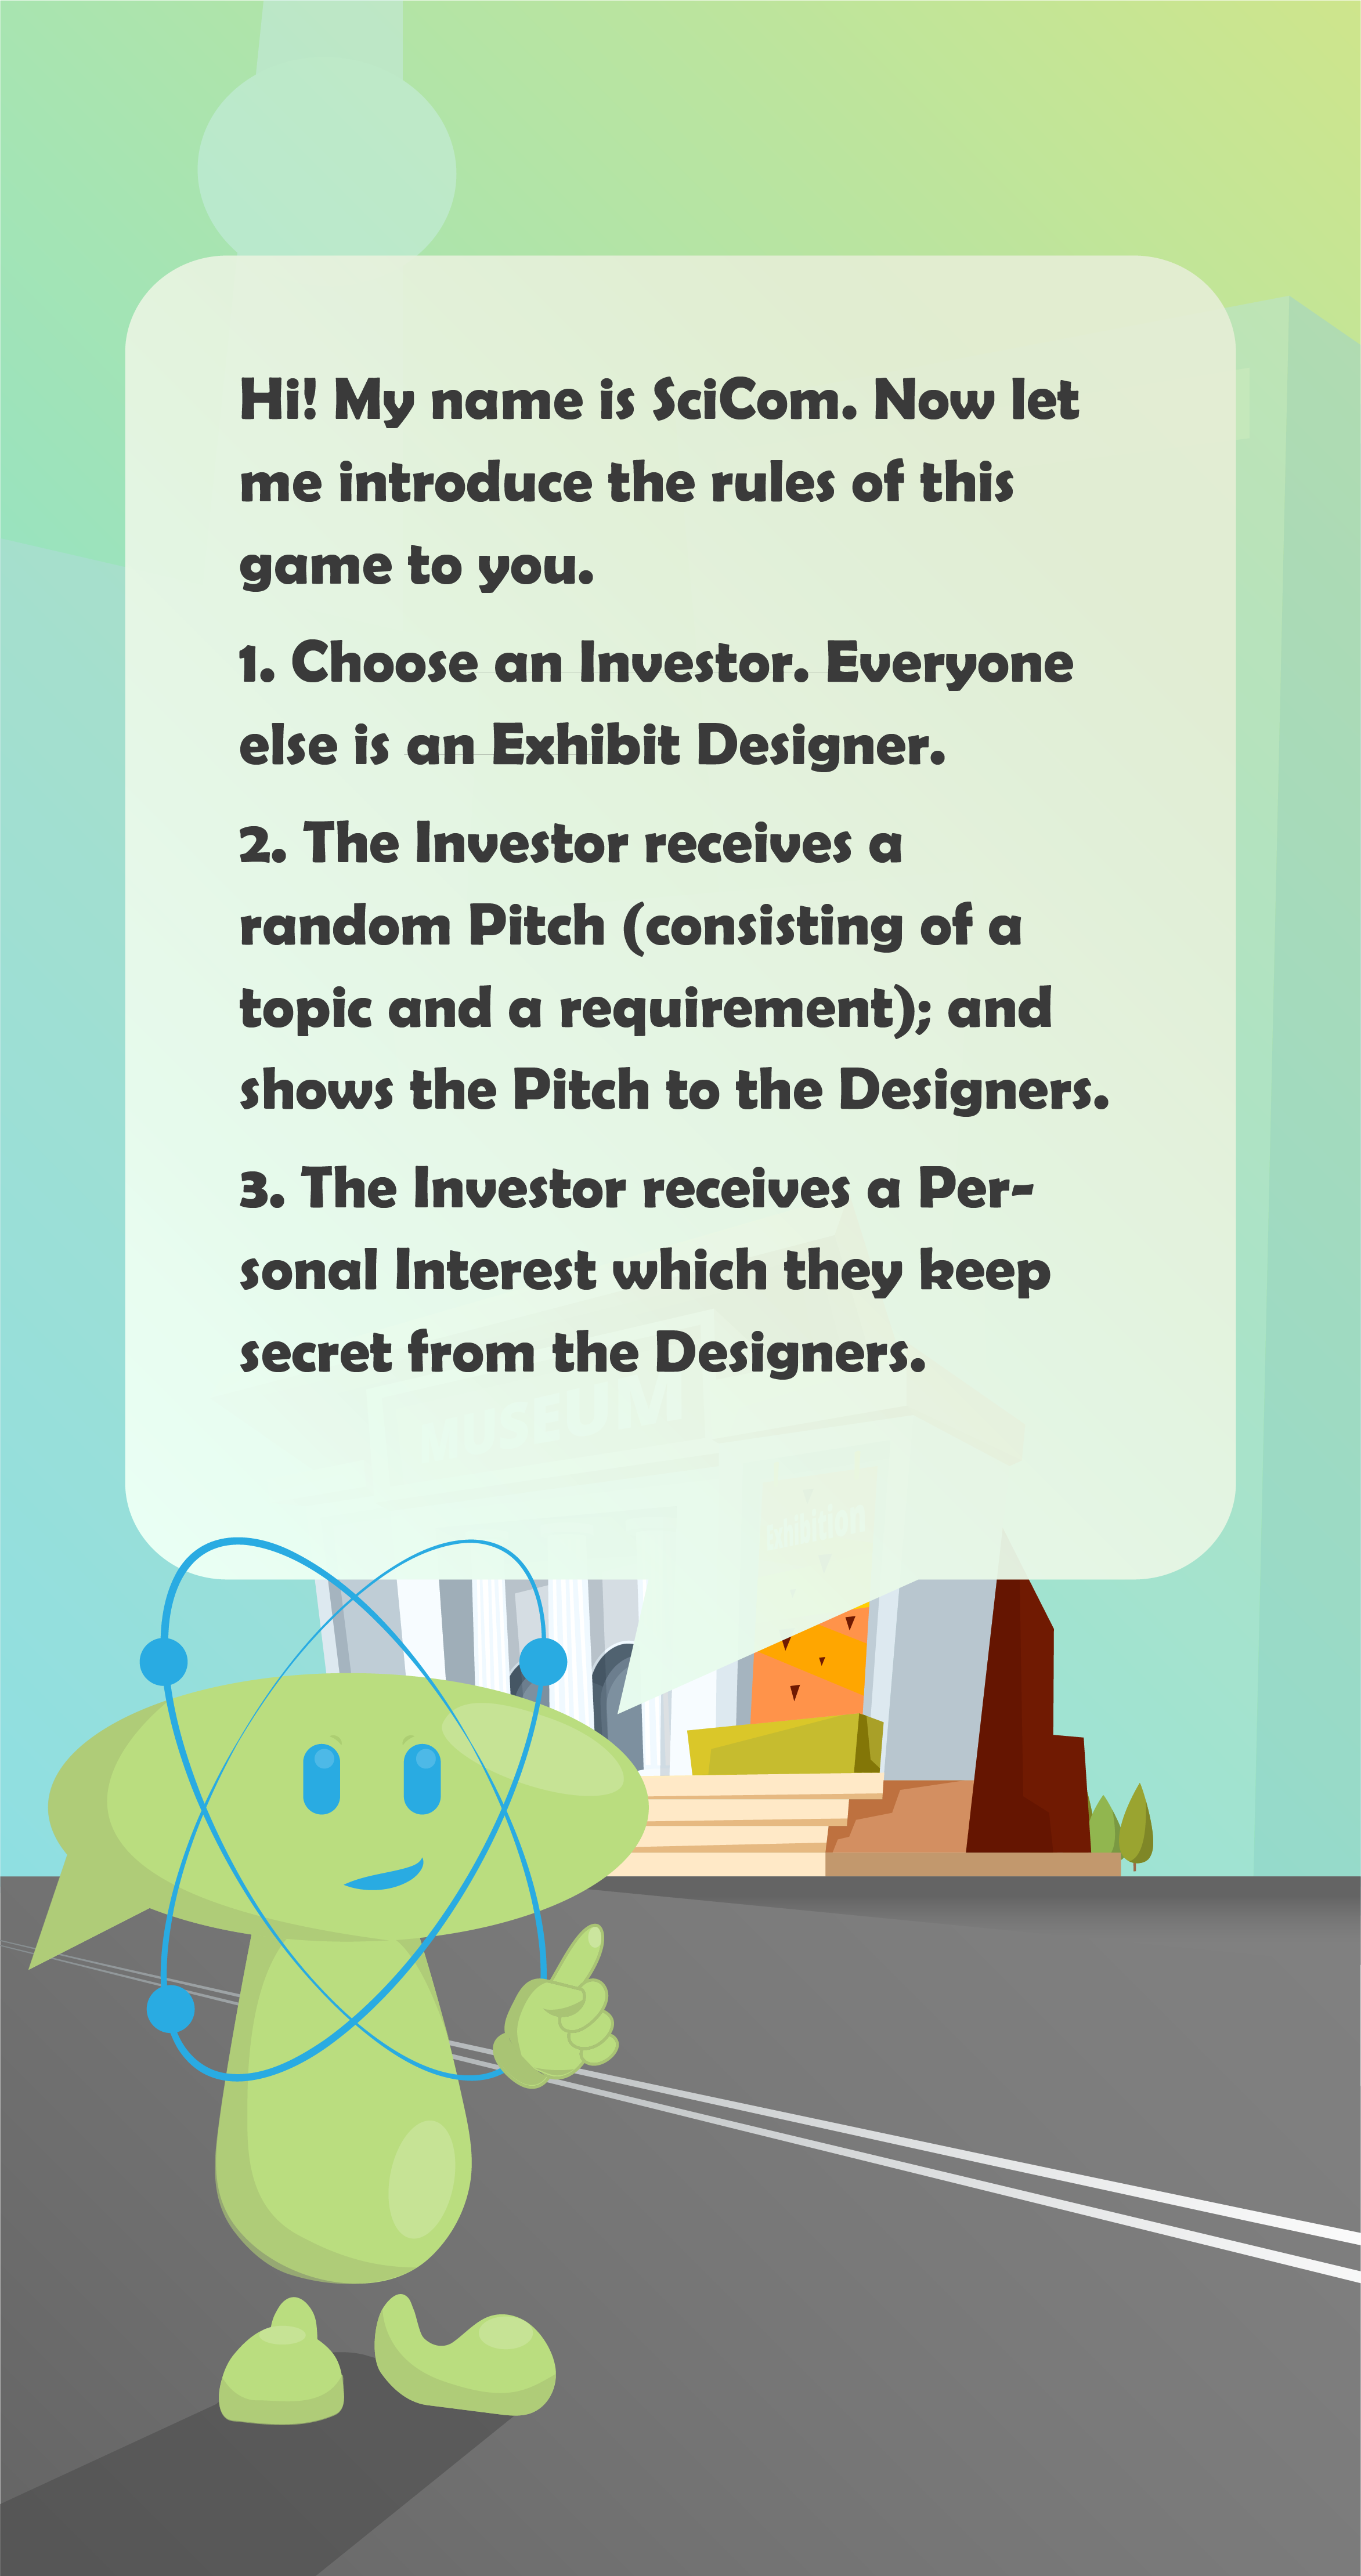 Hi! My name is SciCom. Now let
me introduce the rules of this
game to you.
1. Choose an Investor. Everyone
else is an Exhibit Designer.
2. The Investor receives a
random Pitch (consisting of a
topic and a requirement); and
shows the Pitch to the Designers.
3. The Investor receives a Per-
sonal Interest which they keep
secret from the Designers.
MUSEUM
Exhibition